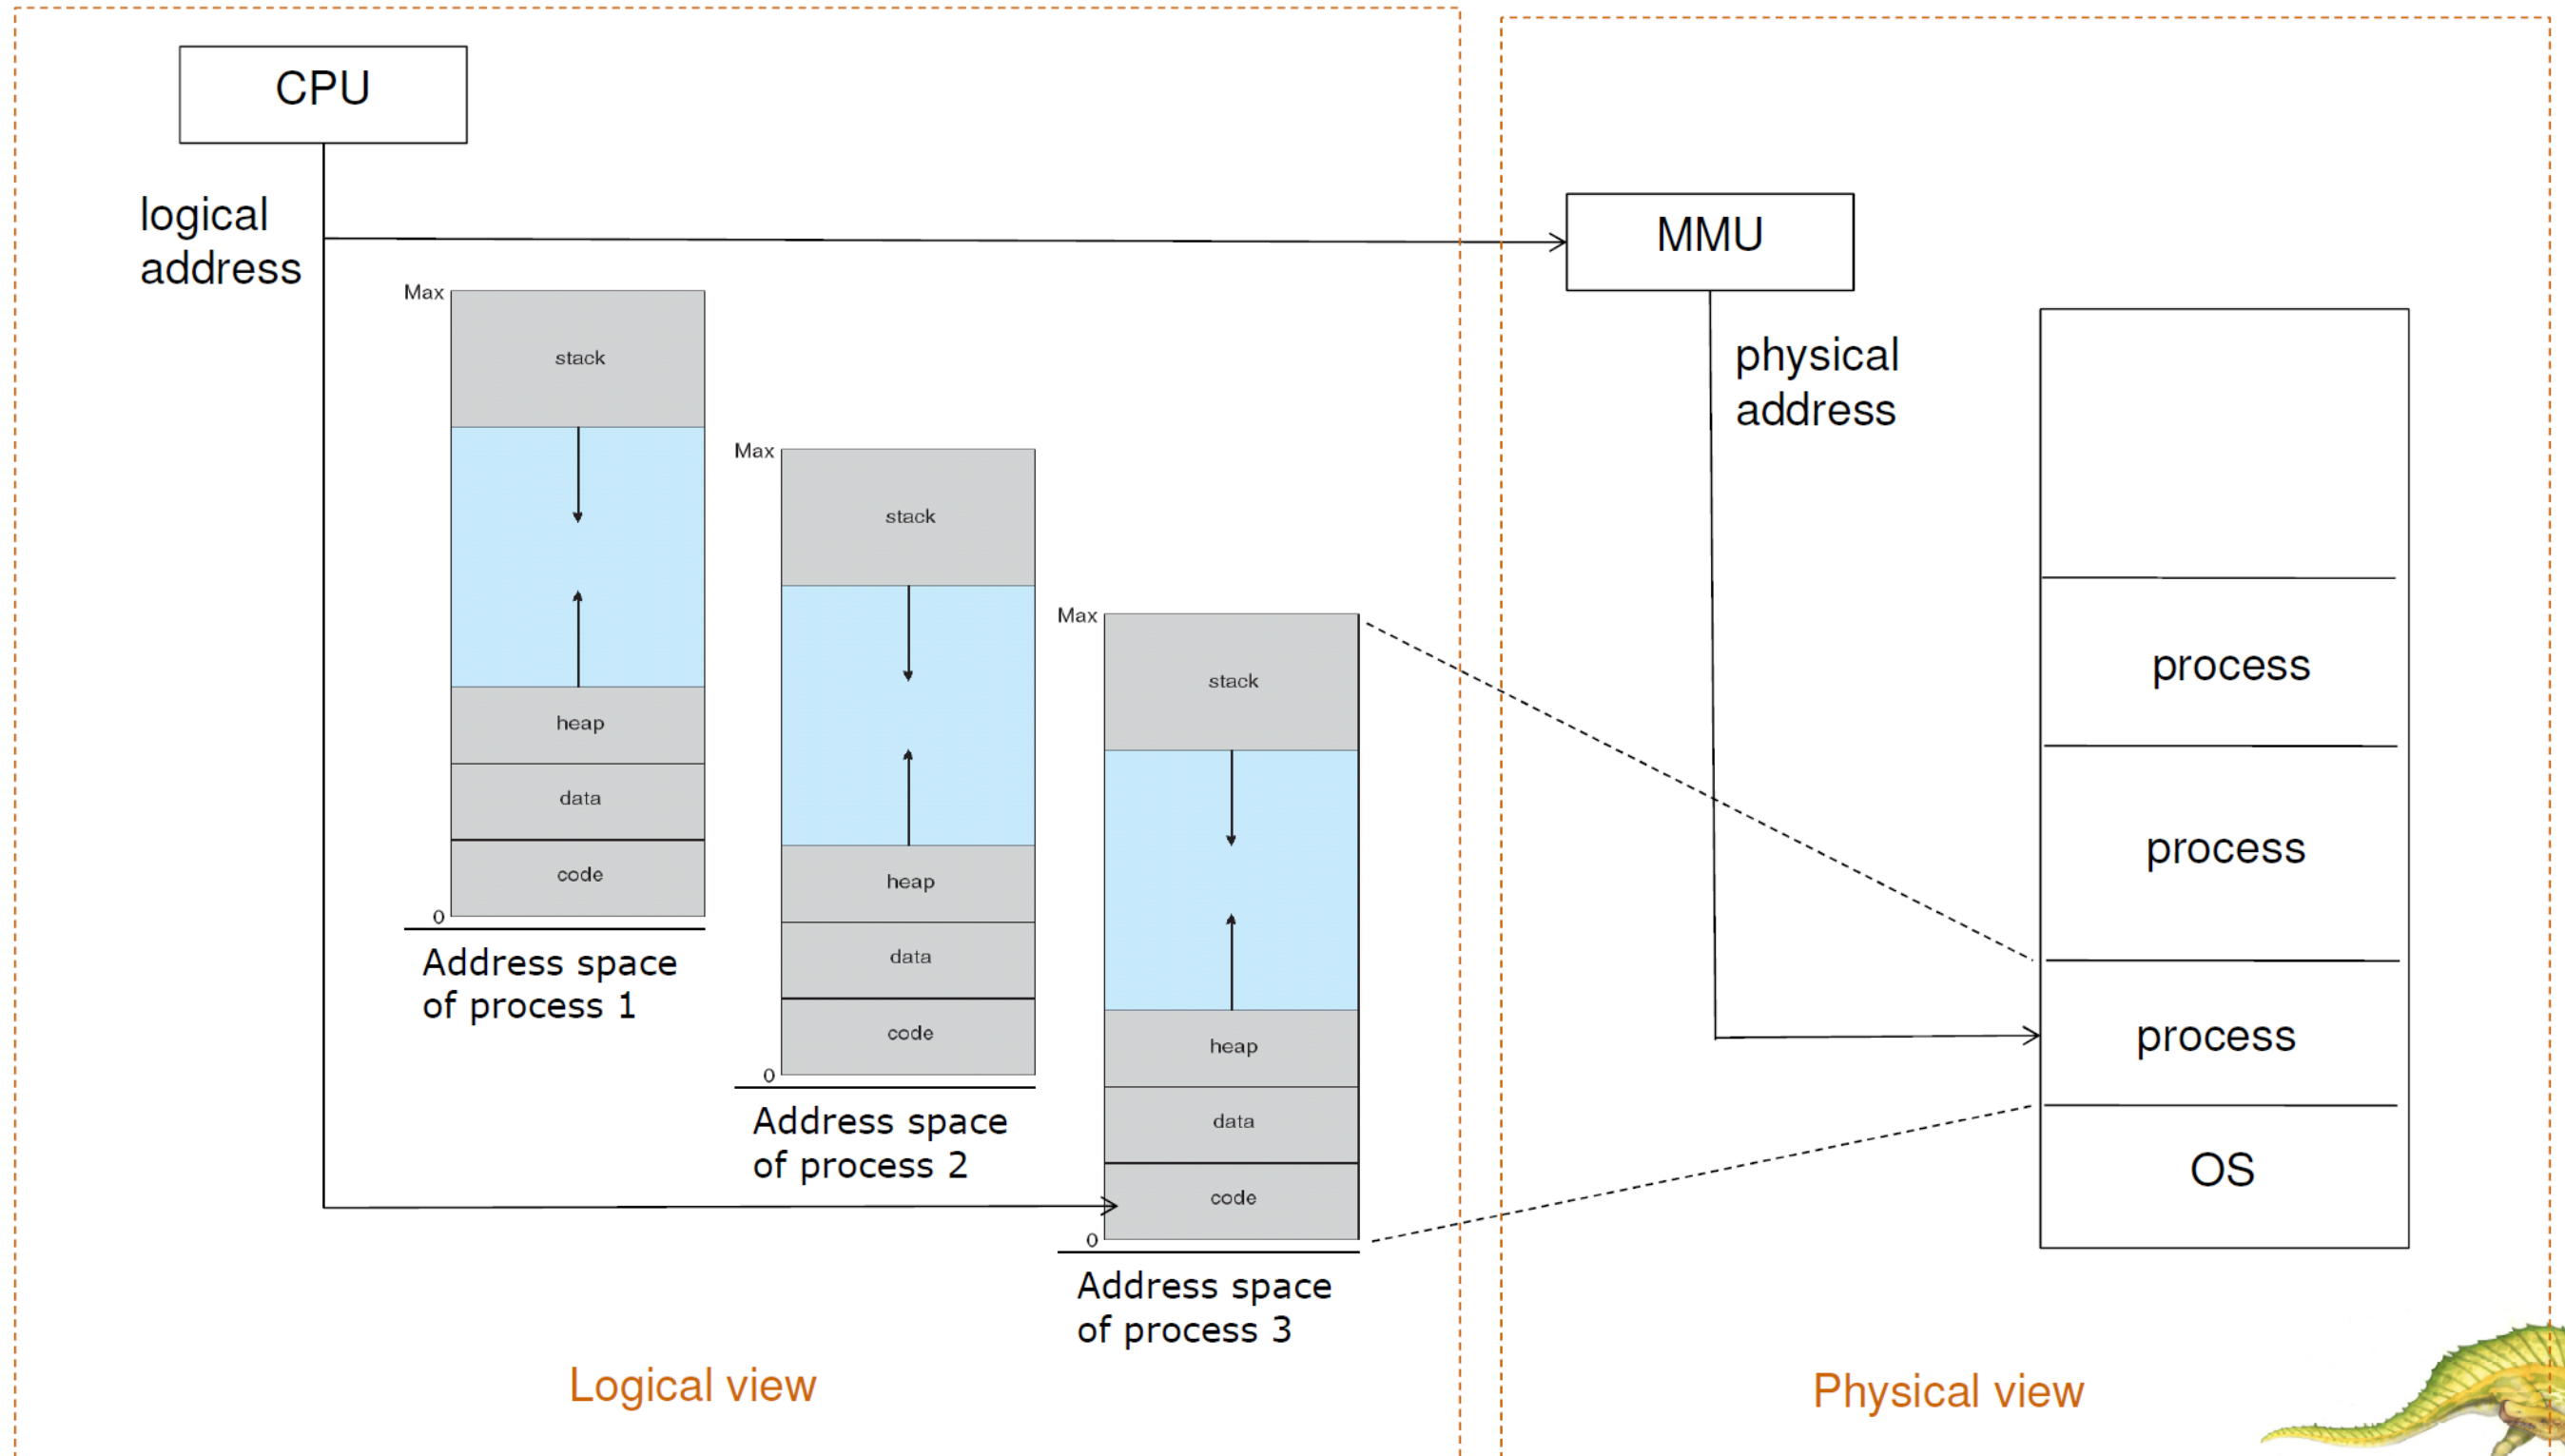 CPU
logical
address
MMU
physical
address
Max
stack
heap
data
code
0
Address space
of process 1
Max
stack
heap
data
code
0
Address space
of process 2
Max
stack
heap
data
code
0
Address space
of process 3
process
process
process
OS
Logical view
Physical view